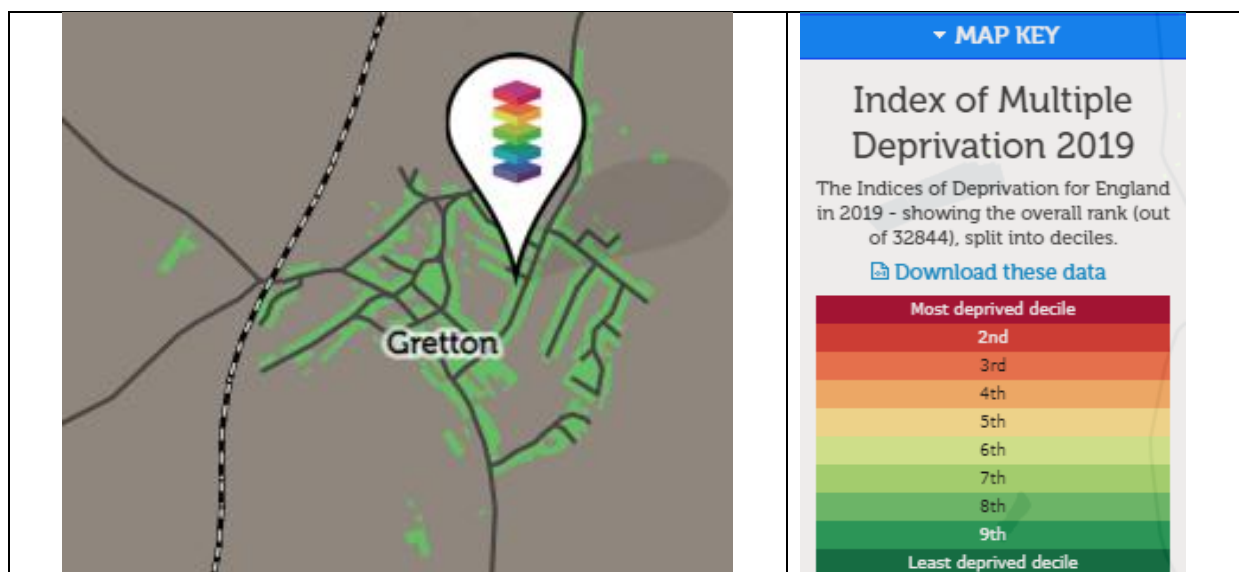 Gretton
MAP KEY
Index of Multiple
Deprivation 2019
The Indices of Deprivation for England
in 2019 - showing the overall rank (out
of 32844), split into deciles.
Download these data
Most deprived decile
2nd
3rd
4th
5th
6th
7th
8th
9th
Least deprived decile